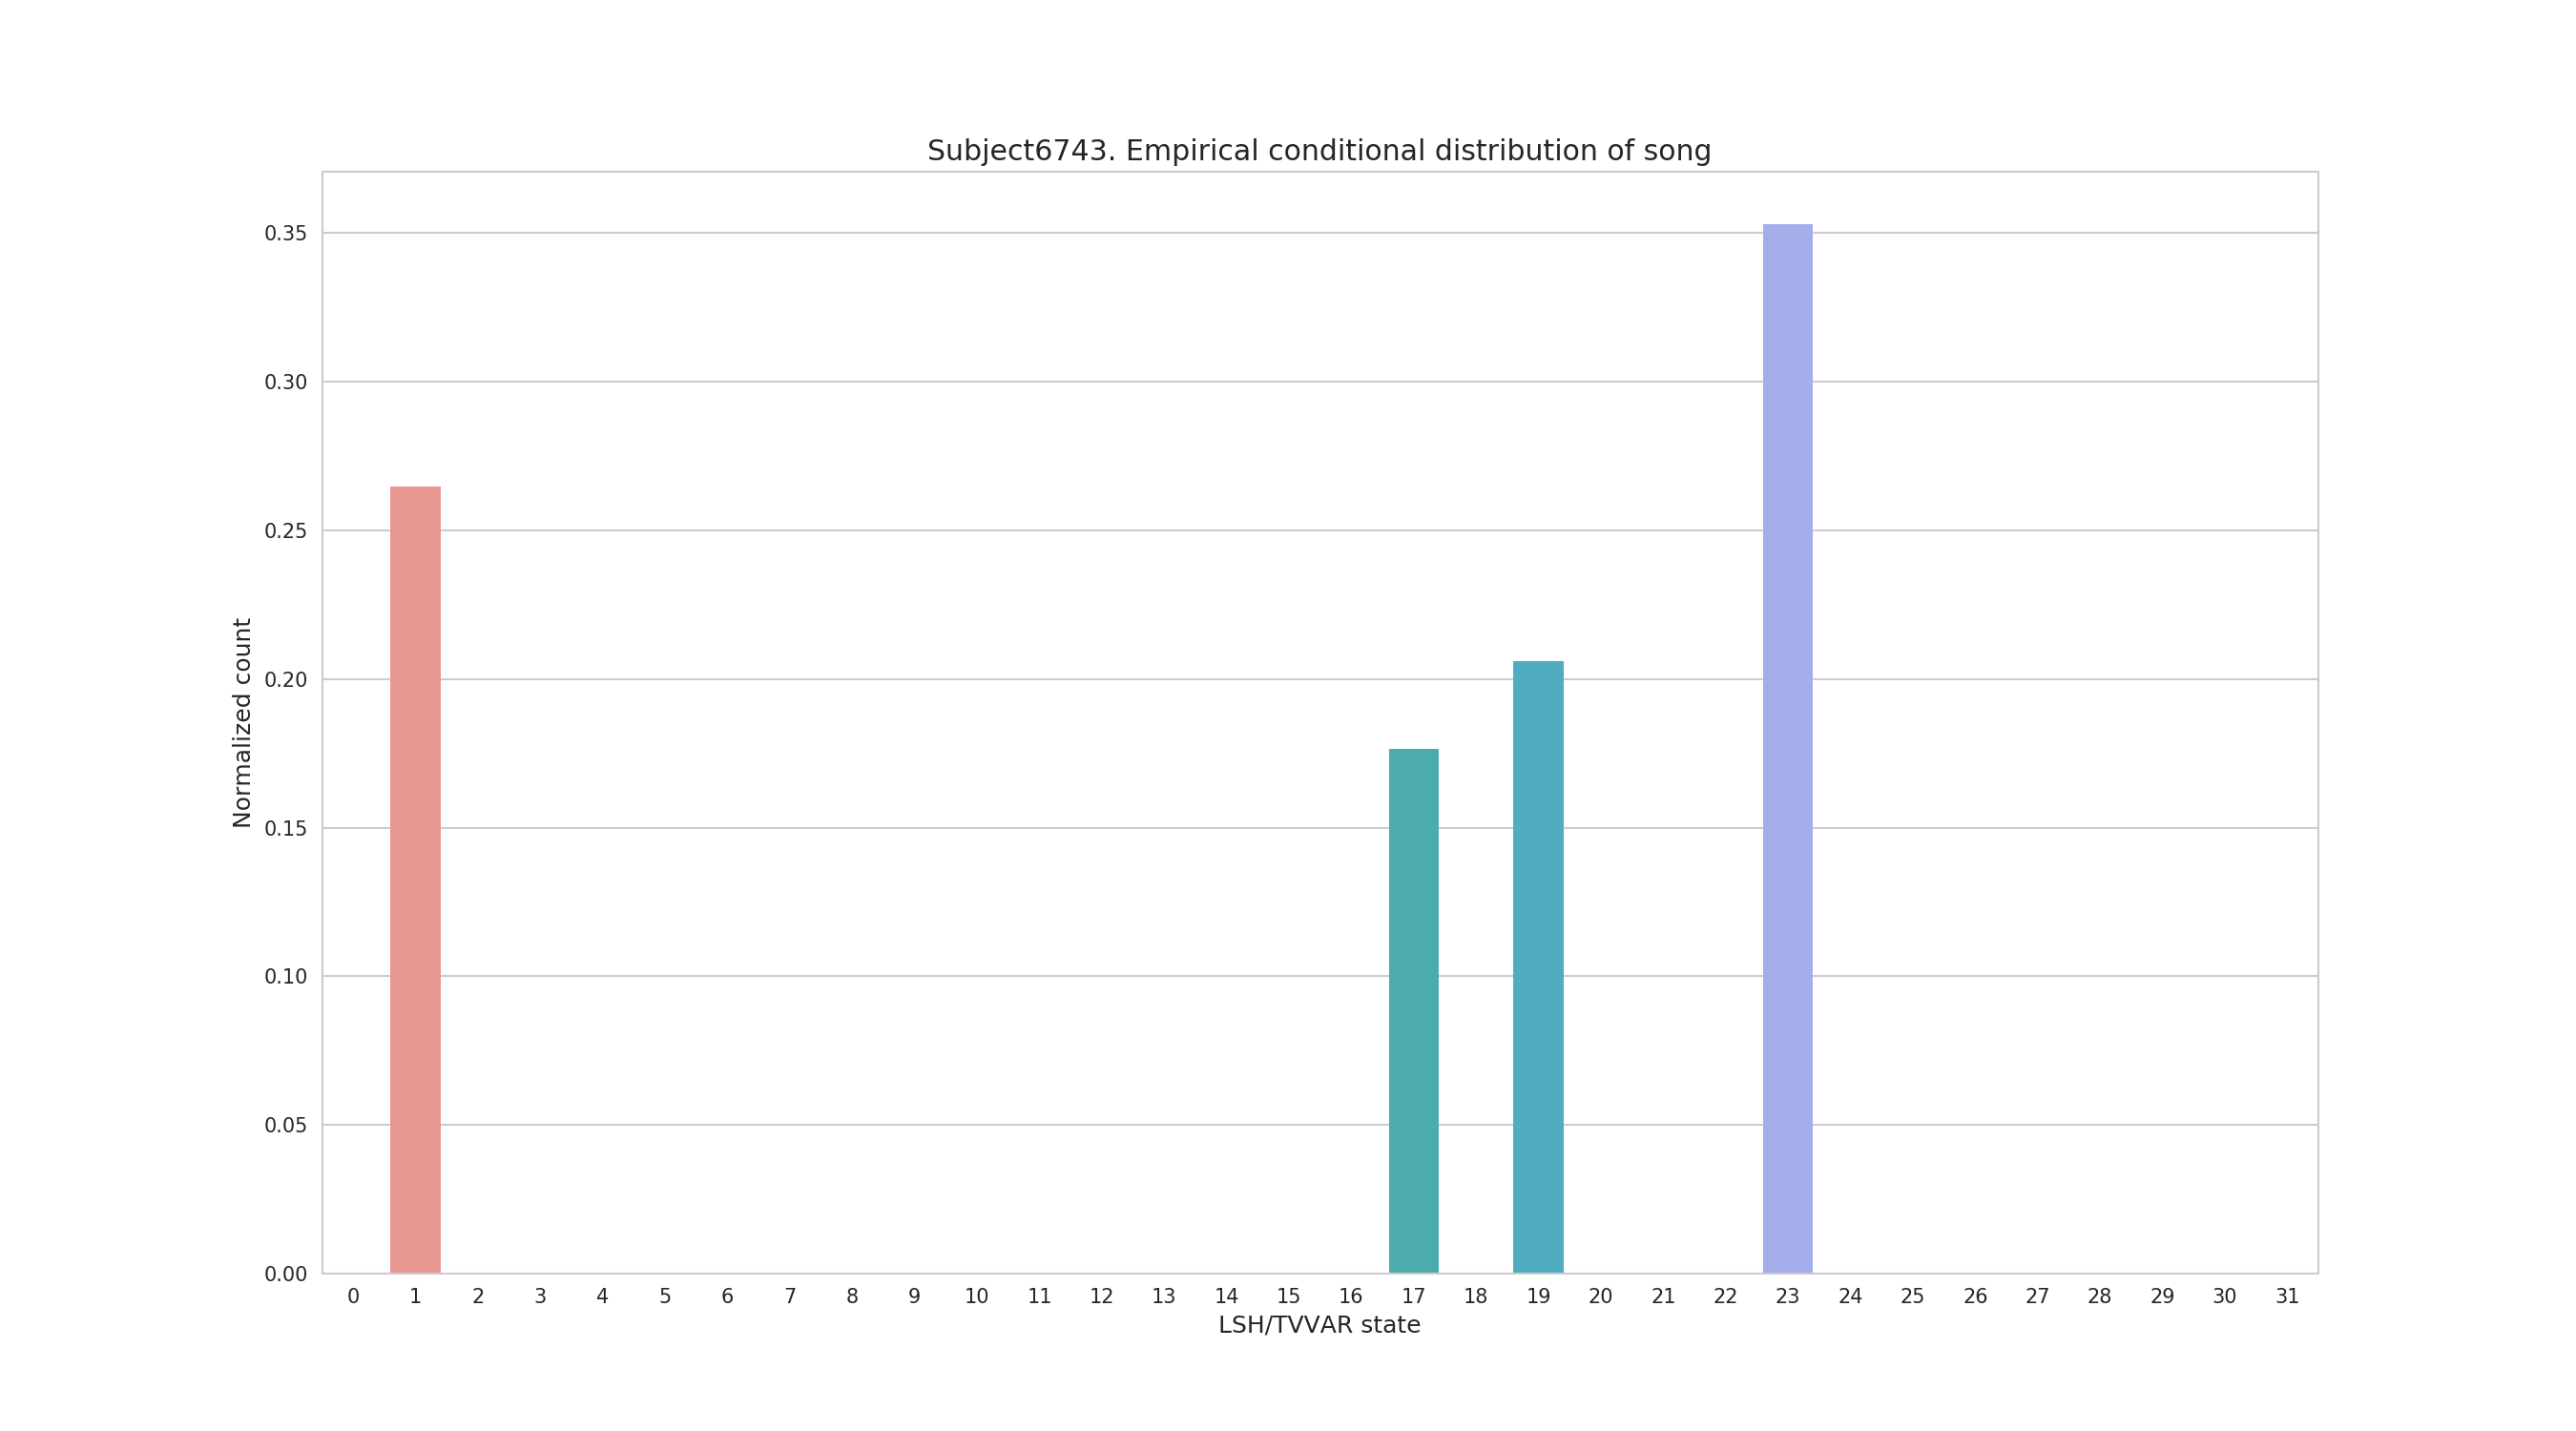 Subject6743. Empirical conditional distribution of song
Normalized count
0.35
0.30
0.25
0.20
0.15
0.10
0.05
0.00
0 1 2 3 4 5 6 7 8 9 10 11 12 13 14 15 16 17 18 19 20 21 22 23 24 25 26 27 28 29 30 31
LSH/TVVAR state